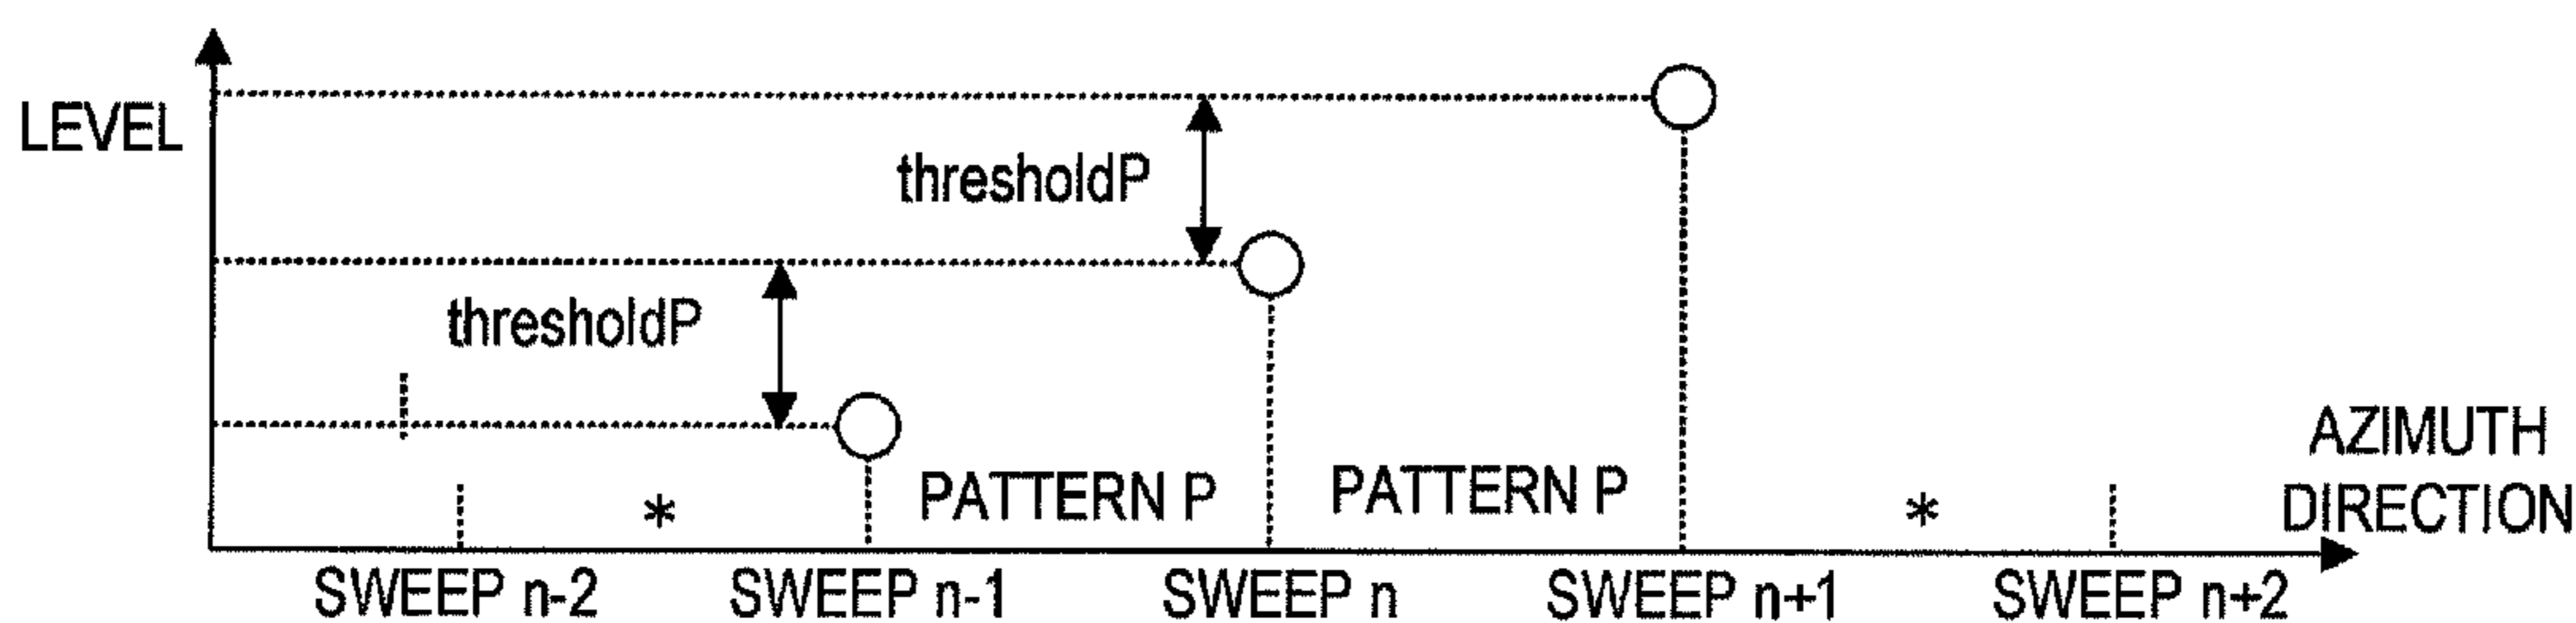 LEVEL
thresholdP
thresholdP
AZIMUTH
DIRECTION
* PATTERN P PATTERN P *
SWEEP n-2 SWEEP n-1 SWEEP n SWEEP n+1 SWEEP n+2